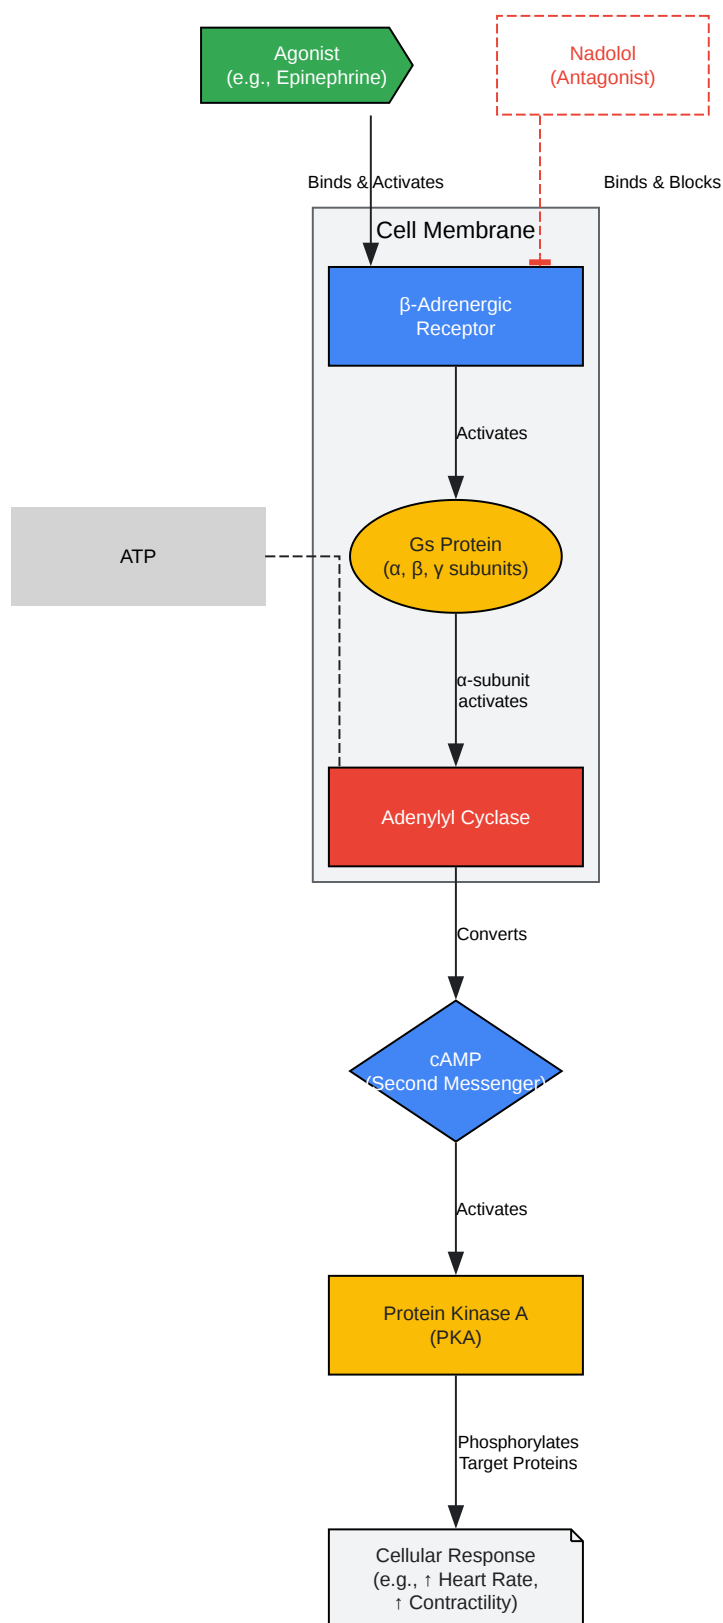 Agonist
(e.g., Epinephrine)
Nadolol
(Antagonist)
Binds & Activates
Binds & Blocks
Cell Membrane
β-Adrenergic
Receptor
Activates
ATP
Gs Protein
(α, β, γ subunits)
α-subunit
activates
Adenylyl Cyclase
Converts
cAMP
(Second Messenger)
Activates
Protein Kinase A
(PKA)
Phosphorylates
Target Proteins
Cellular Response
(e.g., ↑ Heart Rate,
↑ Contractility)